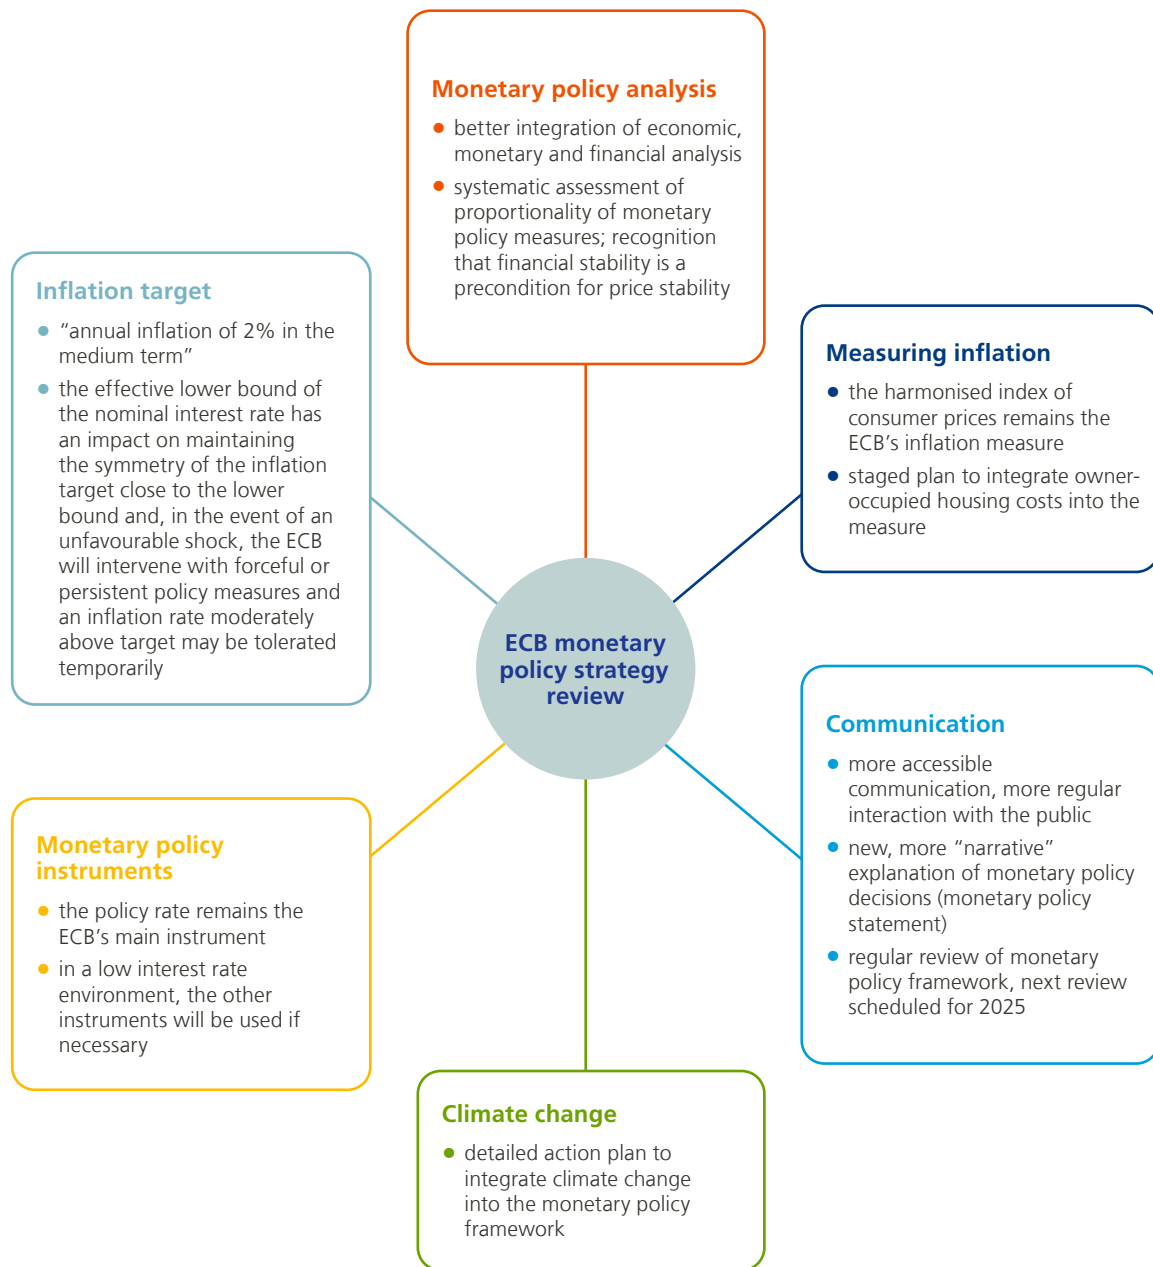 Monetary policy analysis
● better integration of economic,
monetary and financial analysis
● systematic assessment of
proportionality of monetary
policy measures; recognition
that financial stability is a
precondition for price stability
Inflation target
● “annual inflation of 2% in the
medium term”
● the effective lower bound of
the nominal interest rate has
an impact on maintaining
the symmetry of the inflation
target close to the lower
bound and, in the event of an
unfavourable shock, the ECB
will intervene with forceful or
persistent policy measures and
an inflation rate moderately
above target may be tolerated
temporarily
Measuring inflation
● the harmonised index of
consumer prices remains the
ECB’s inflation measure
● staged plan to integrate owner-
occupied housing costs into the
measure
ECB monetary
policy strategy
review
Communication
● more accessible
communication, more regular
interaction with the public
● new, more “narrative”
explanation of monetary policy
decisions (monetary policy
statement)
● regular review of monetary
policy framework, next review
scheduled for 2025
Monetary policy
instruments
● the policy rate remains the
ECB’s main instrument
● in a low interest rate
environment, the other
instruments will be used if
necessary
Climate change
● detailed action plan to
integrate climate change
into the monetary policy
framework